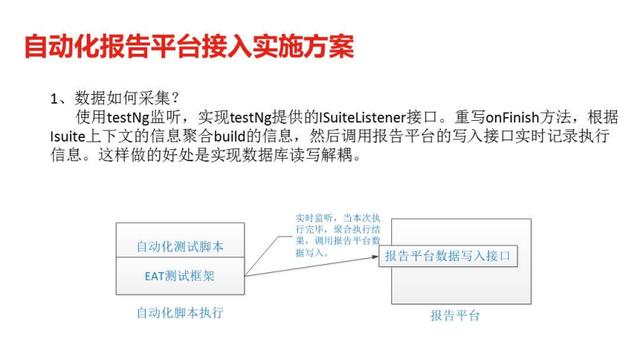 自动化报告平台接入实施方案
1、数据如何采集？
使用testNg监听，实现testNg提供的ISuiteListener接口。重写onFinish方法，根据
Isuite上下文的信息聚合build的信息，然后调用报告平台的写入接口实时记录执行
信息。这样做的好处是实现数据库读写解耦。
实时监听，当本次执
行完毕，聚合执行结
果，调用报告平台数
据写入。
自动化测试脚本
EAT测试框架
报告平台数据写入接口
自动化脚本执行
报告平台